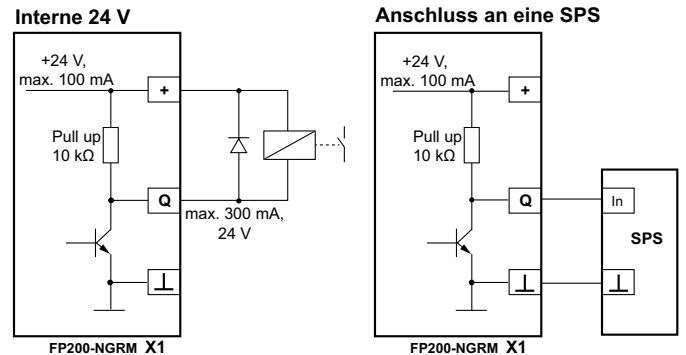 Interne 24 V
+24 V,
max. 100 mA
+
Pull up
10 kΩ
Q
max. 300 mA,
24 V
FP200-NGRM X1
Anschluss an eine SPS
+24 V,
max. 100 mA
+
Pull up
10 kΩ
Q
In
SPS
FP200-NGRM X1